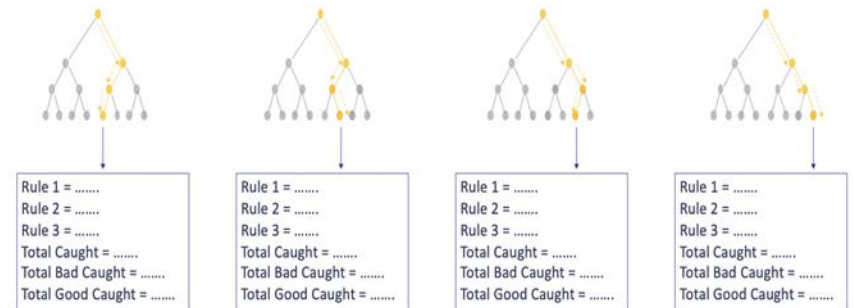 Rule 1 = .......
Rule 2 = .......
Rule 3 = .......
Total Caught = .......
Total Bad Caught = .......
Total Good Caught = .......
Rule 1 = .......
Rule 2 = .......
Rule 3 = .......
Total Caught = .......
Total Bad Caught = .......
Total Good Caught = .......
Rule 1 = .......
Rule 2 = .......
Rule 3 = .......
Total Caught = .......
Total Bad Caught = .......
Total Good Caught = .......
Rule 1 = .......
Rule 2 = .......
Rule 3 = .......
Total Caught = .......
Total Bad Caught = .......
Total Good Caught = .......